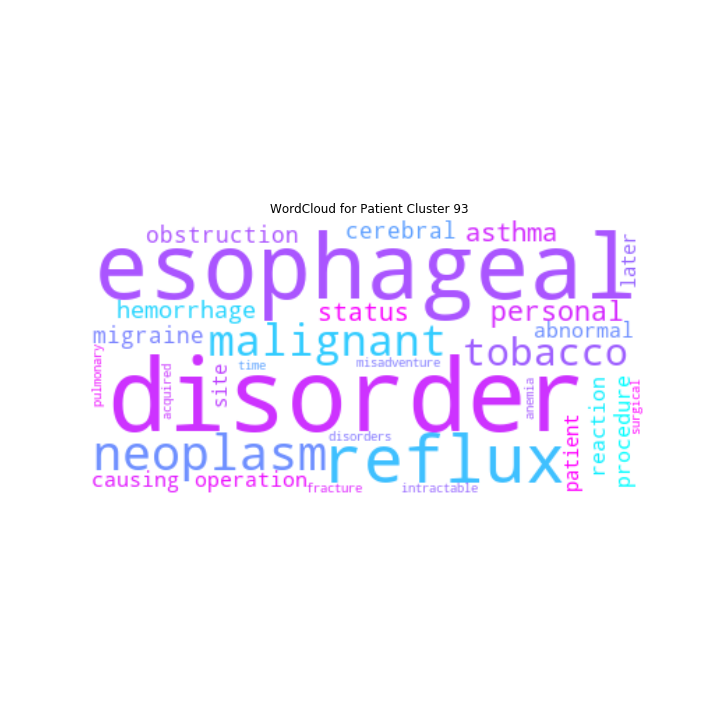 WordCloud for Patient Cluster 93
obstruction
cerebral
asthma
esophageal
later
hemorrhage
status
personal
migraine
malignant
abnormal
tobacco
pulmonary
acquired
site
time
misadventure
disorder
anemia
reaction
procedure
surgical
patient
disorders
neoplasm
reflux
causing
operation
fracture
intractable